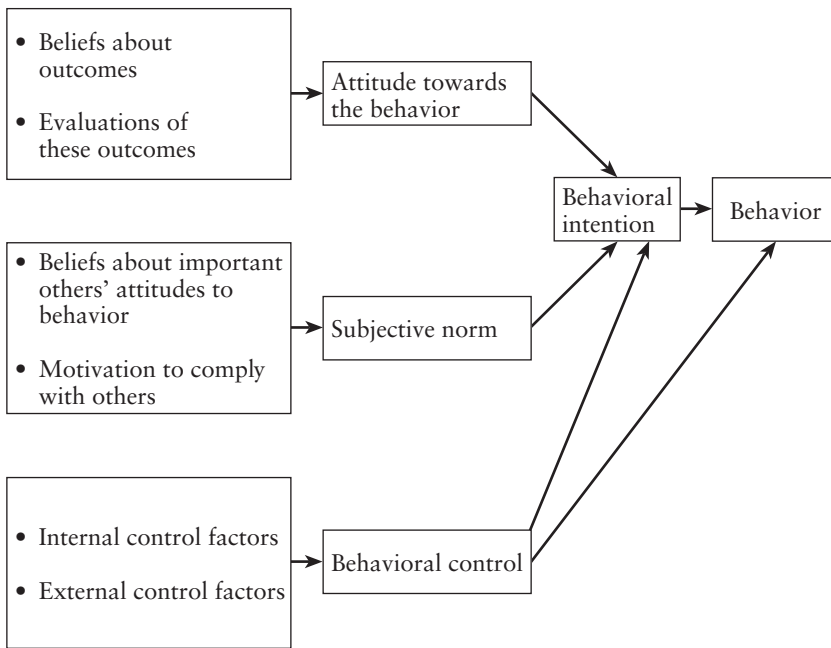 • Beliefs about
outcomes
• Evaluations of
these outcomes
Attitude towards
the behavior
Behavioral
intention
Behavior
• Beliefs about important
others’ attitudes to
behavior
• Motivation to comply
with others
Subjective norm
• Internal control factors
• External control factors
Behavioral control